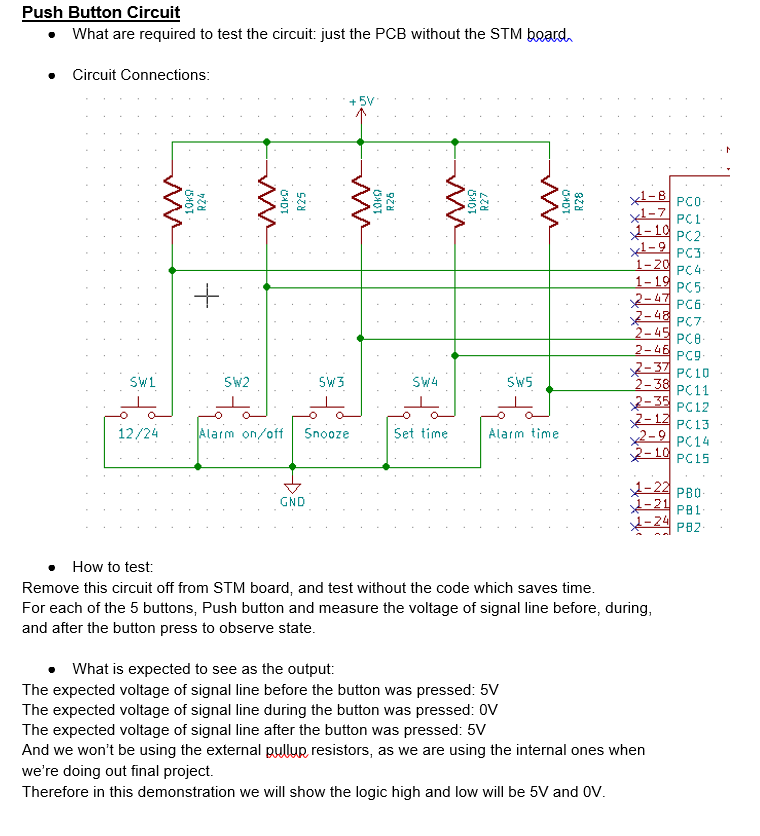 Push Button Circuit
• What are required to test the circuit: just the PCB without the STM board.
• Circuit Connections:
+5V
10kΩ
R24
10kΩ
R25
10kΩ
R26
10kΩ
R27
10kΩ
R28
1-8 PC0
1-7 PC1
1-10 PC2
1-9 PC3
1-20 PC4
1-19 PC5
2-47 PC6
2-48 PC7
2-45 PC8
2-46 PC9
2-37 PC10
2-38 PC11
2-35 PC12
2-12 PC13
2-9 PC14
2-10 PC15
1-22 PB0
1-21 PB1
1-24 PB2
SW1 SW2 SW3 SW4 SW5
12/24 Alarm on/off Snooze Set time Alarm time
GND
• How to test:
Remove this circuit off from STM board, and test without the code which saves time.
For each of the 5 buttons, Push button and measure the voltage of signal line before, during,
and after the button press to observe state.
• What is expected to see as the output:
The expected voltage of signal line before the button was pressed: 5V
The expected voltage of signal line during the button was pressed: 0V
The expected voltage of signal line after the button was pressed: 5V
And we won't be using the external pullup resistors, as we are using the internal ones when
we're doing out final project.
Therefore in this demonstration we will show the logic high and low will be 5V and 0V.